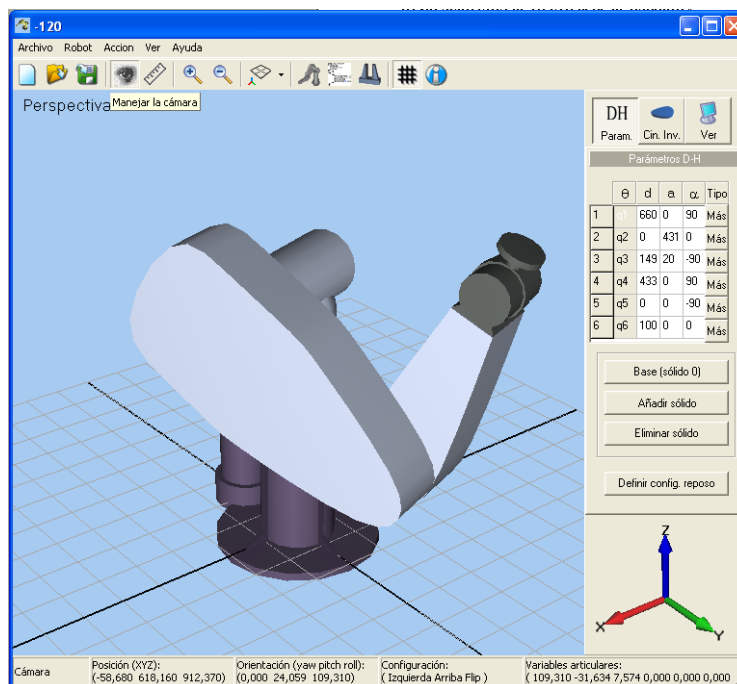 -120
Archivo Robot Accion Ver Ayuda
Perspectiva
Manejar la cámara
DH
Param. Cin. Inv. Ver
Parámetros D-H
θ d a α Tipo
1 q1 660 0 90 Más
2 q2 0 431 0 Más
3 q3 149 20 -90 Más
4 q4 433 0 90 Más
5 q5 0 0 -90 Más
6 q6 100 0 0 Más
Base (sólido 0)
Añadir sólido
Eliminar sólido
Definir config. reposo
Z
X
Y
Cámara
Posición (XYZ):
(-58,680 618,160 912,370)
Orientación (yaw pitch roll):
(0,000 24,059 109,310)
Configuración:
( Izquierda Arriba Flip )
Variables articulares:
( 109,310 -31,634 7,574 0,000 0,000 0,000